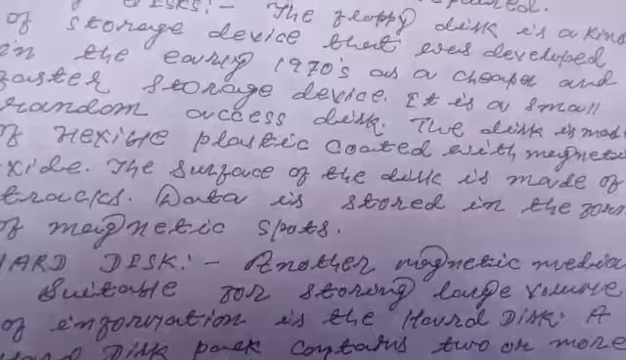 DISKS:- The floppy disk is a kind
of storage device that was developed
in the early 1970's as a cheaper and
faster storage device. It is a small
random access disk. The disk is mad
of flexible plastic coated with magnetic
xide. The surface of the disk is made of
tracks. Data is stored in the form
of magnetic spots.
HARD DISK:- Another magnetic media
Suitable for storing large volume
of information is the Hard DISK. A
Hard Disk pack contains two or more